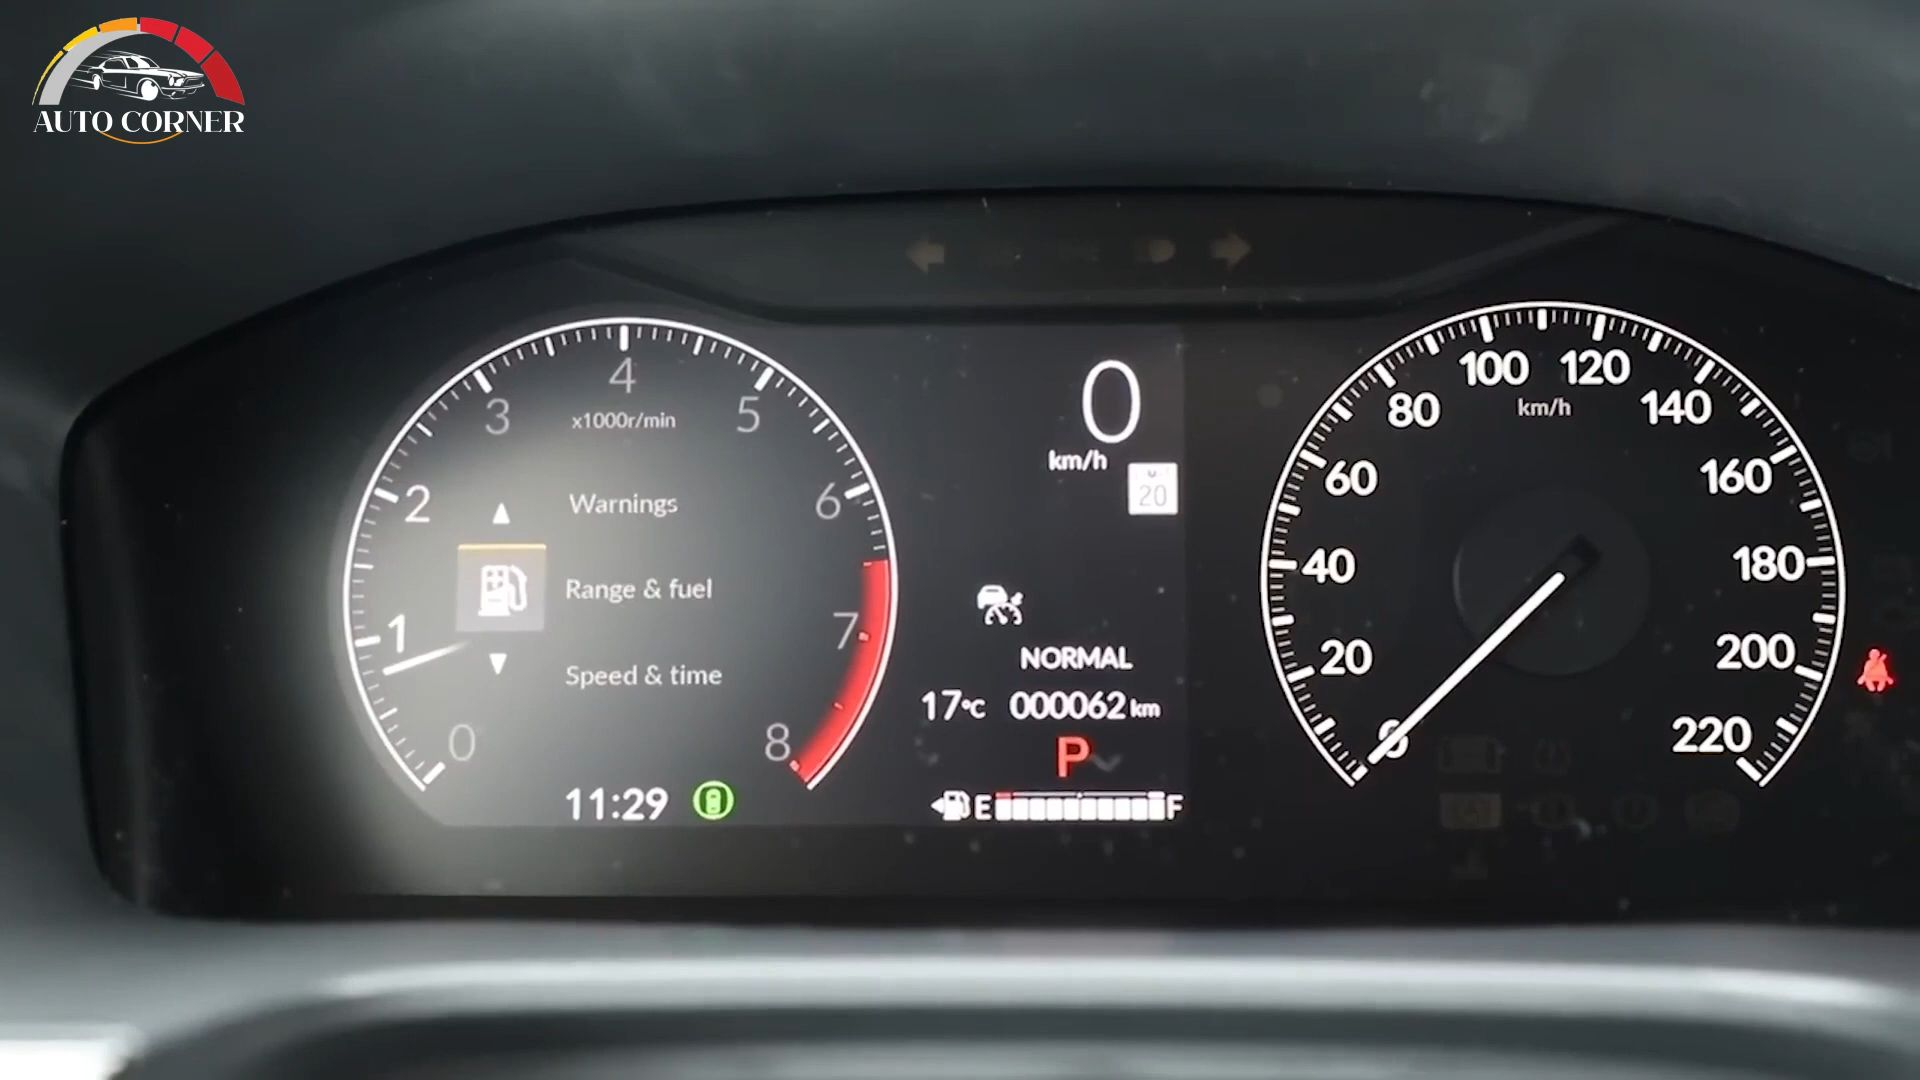 AUTO CORNER
4
3
x1000r/min
5
2
Warnings
6
Range & fuel
1
7
Speed & time
0
8
11:29
0
km/h
20
NORMAL
17°C 000062 km
P
E F
100 120
80 km/h 140
60 160
40 180
20 200
0 220